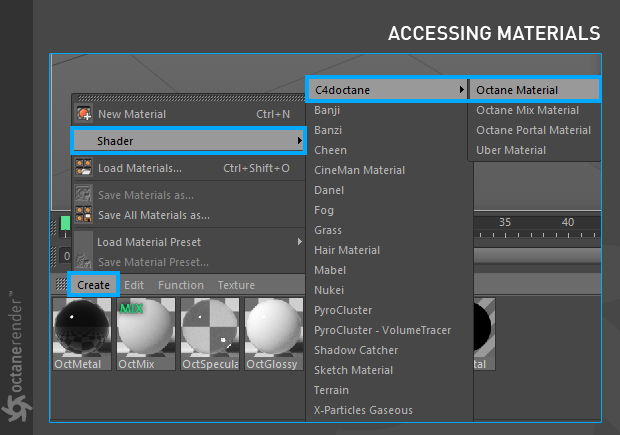 ACCESSING MATERIALS
New Material Ctrl+N
Shader
Load Materials... Ctrl+Shift+O
Save Materials as...
Save All Materials as...
Load Material Preset
Save Material Preset...
C4doctane
Banji
Banzi
Cheen
CineMan Material
Danel
Fog
Grass
Hair Material
Mabel
Nukei
PyroCluster
PyroCluster - VolumeTracer
Shadow Catcher
Sketch Material
Terrain
X-Particles Gaseous
Octane Material
Octane Mix Material
Octane Portal Material
Uber Material
35 40
0
Create Edit Function Texture
MIX
OctMetal OctMix OctSpecula OctGlossy tal
octanerender™